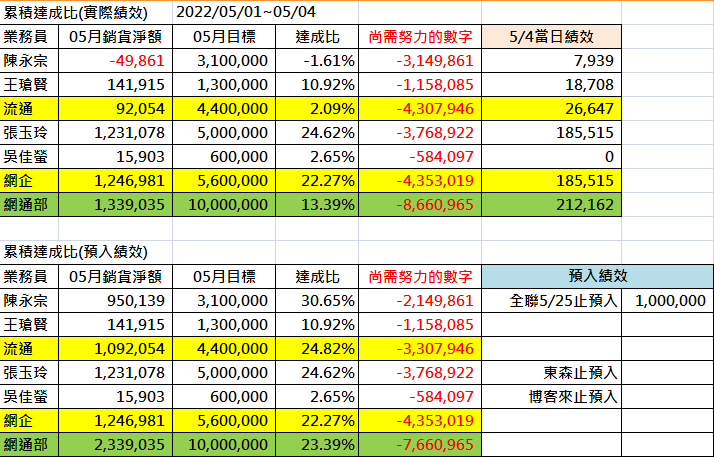 累積達成比(實際績效) 2022/05/01~05/04
業務員 05月銷貨淨額 05月目標 達成比 尚需努力的數字 5/4當日績效
陳永宗 -49,861 3,100,000 -1.61% -3,149,861 7,939
王瑲賢 141,915 1,300,000 10.92% -1,158,085 18,708
流通 92,054 4,400,000 2.09% -4,307,946 26,647
張玉玲 1,231,078 5,000,000 24.62% -3,768,922 185,515
吳佳螢 15,903 600,000 2.65% -584,097 0
網企 1,246,981 5,600,000 22.27% -4,353,019 185,515
網通部 1,339,035 10,000,000 13.39% -8,660,965 212,162
累積達成比(預入績效)
業務員 05月銷貨淨額 05月目標 達成比 尚需努力的數字 預入績效
陳永宗 950,139 3,100,000 30.65% -2,149,861 全聯5/25止預入 1,000,000
王瑲賢 141,915 1,300,000 10.92% -1,158,085
流通 1,092,054 4,400,000 24.82% -3,307,946
張玉玲 1,231,078 5,000,000 24.62% -3,768,922 東森止預入
吳佳螢 15,903 600,000 2.65% -584,097 博客來止預入
網企 1,246,981 5,600,000 22.27% -4,353,019
網通部 2,339,035 10,000,000 23.39% -7,660,965